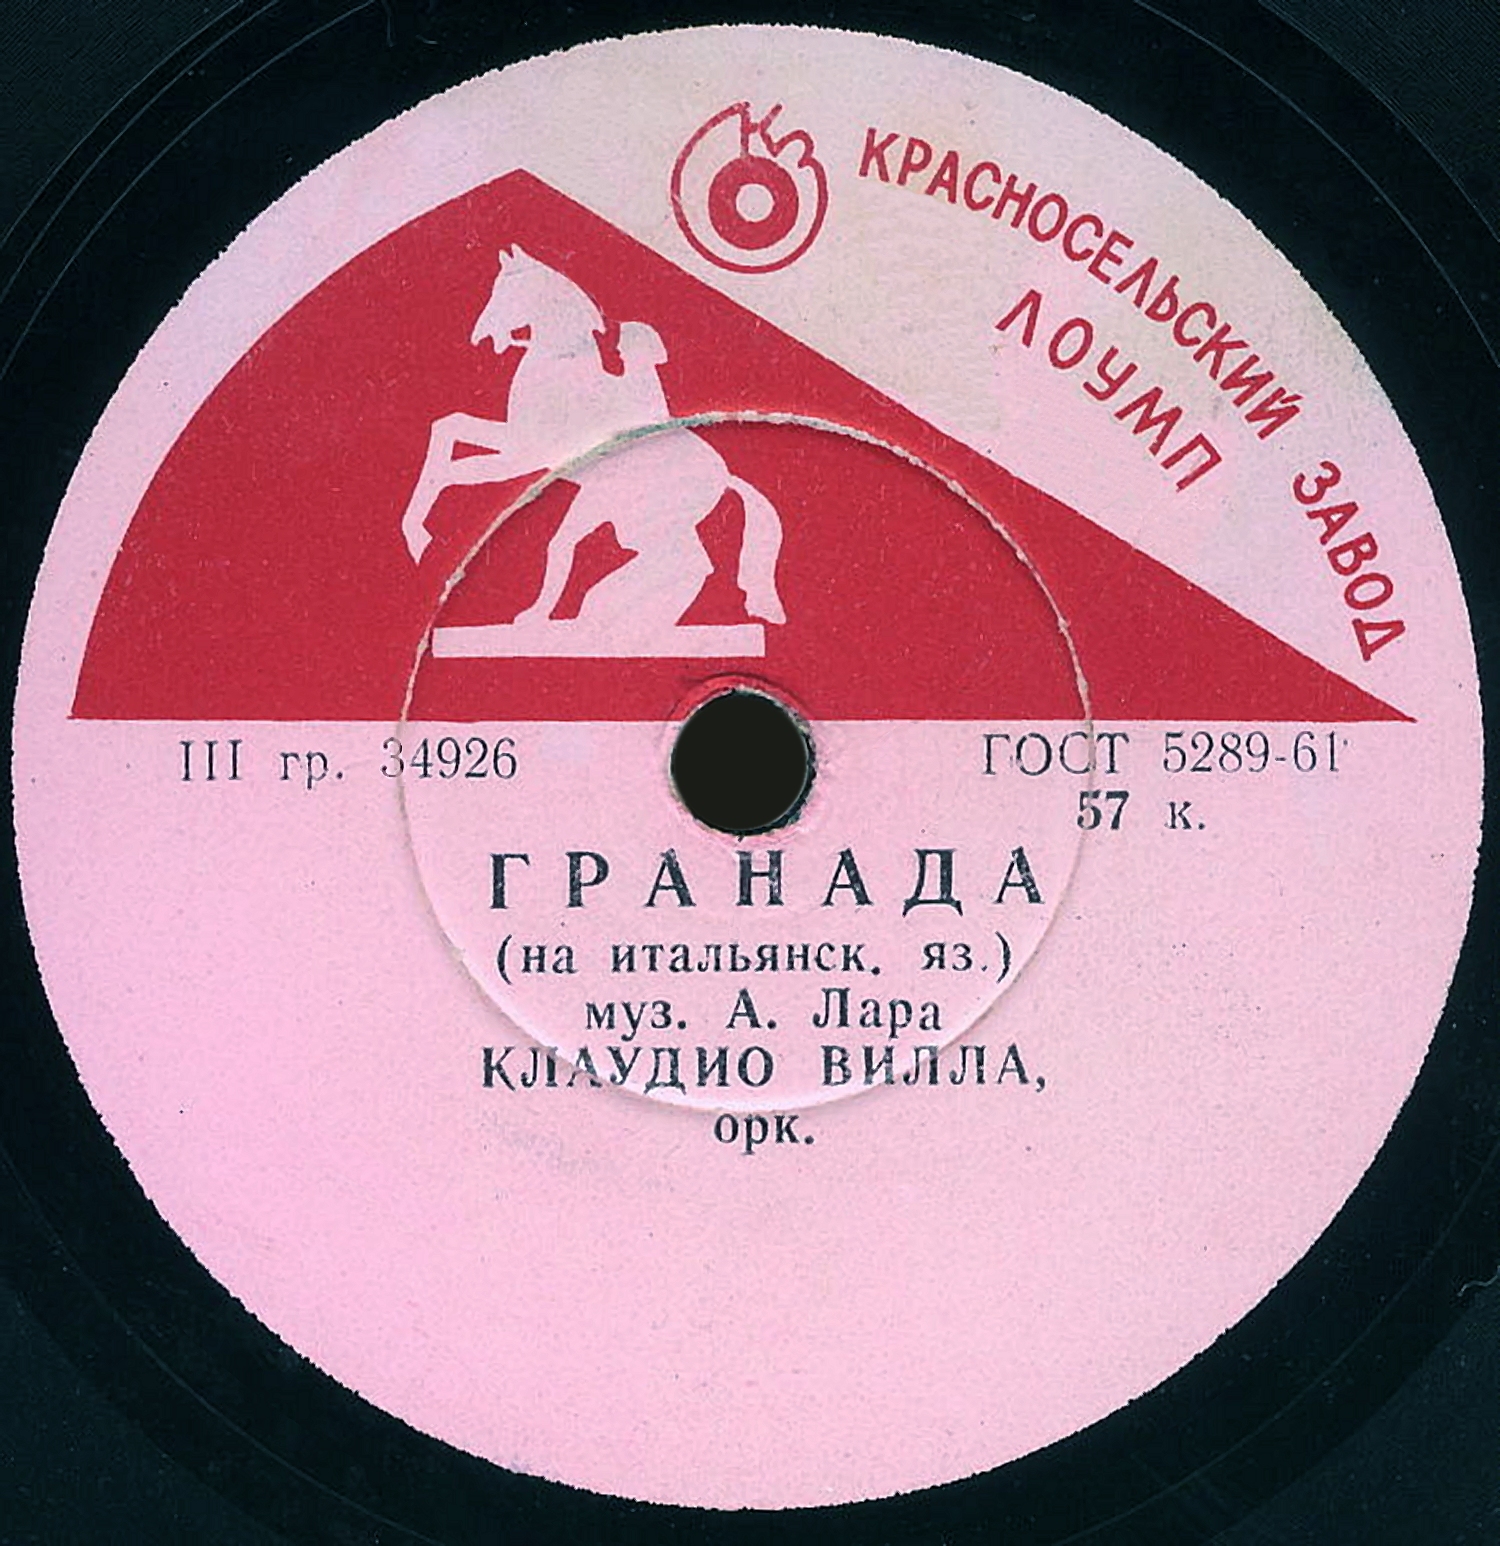 КЗ
КРАСНОСЕЛЬСКИЙ ЗАВОД
ЛОУМП
III гр. 34926
ГОСТ 5289-61
57 к.
ГРАНАДА
(на итальянск. яз.)
муз. А. Лара
КЛАУДИО ВИЛЛА,
орк.